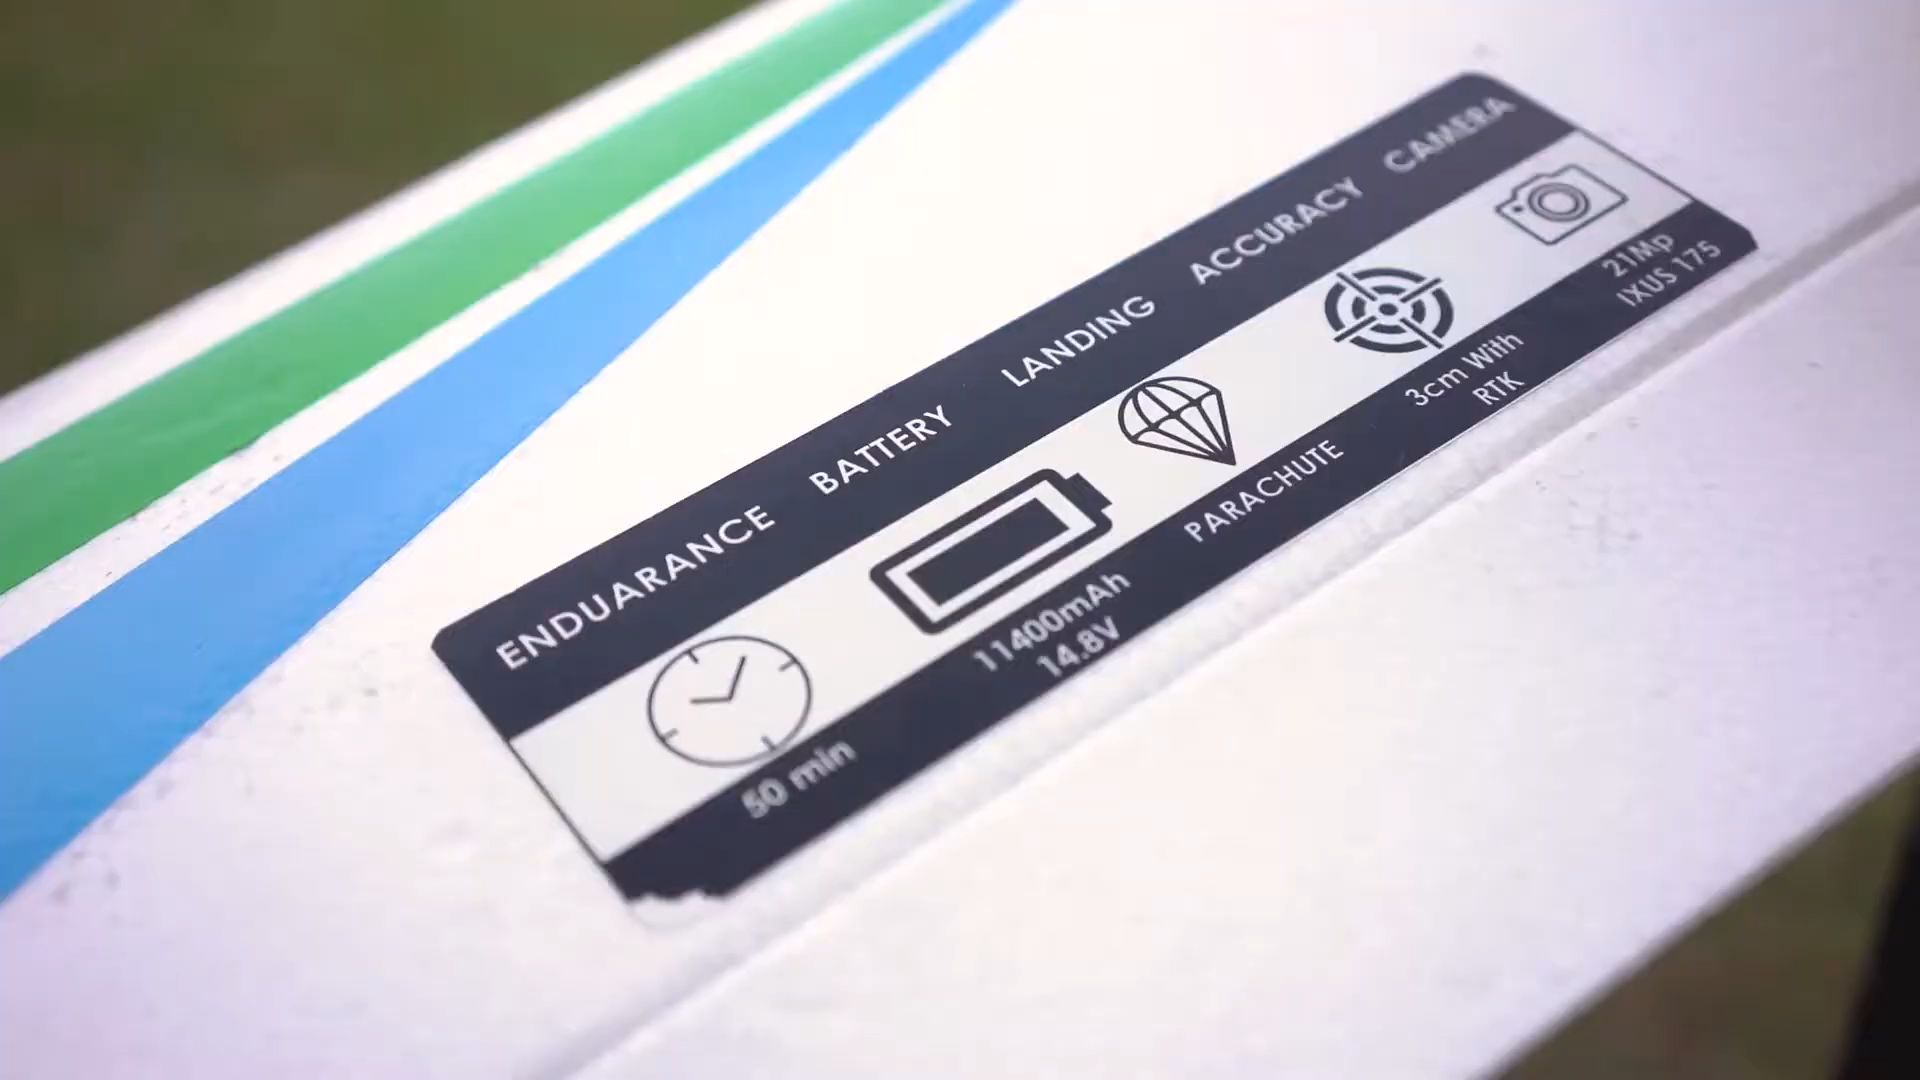 ENDUARANCE BATTERY LANDING ACCURACY CAMERA
50 min
11400mAh
14.8V
PARACHUTE
3cm With
RTK
21Mp
IXUS 175